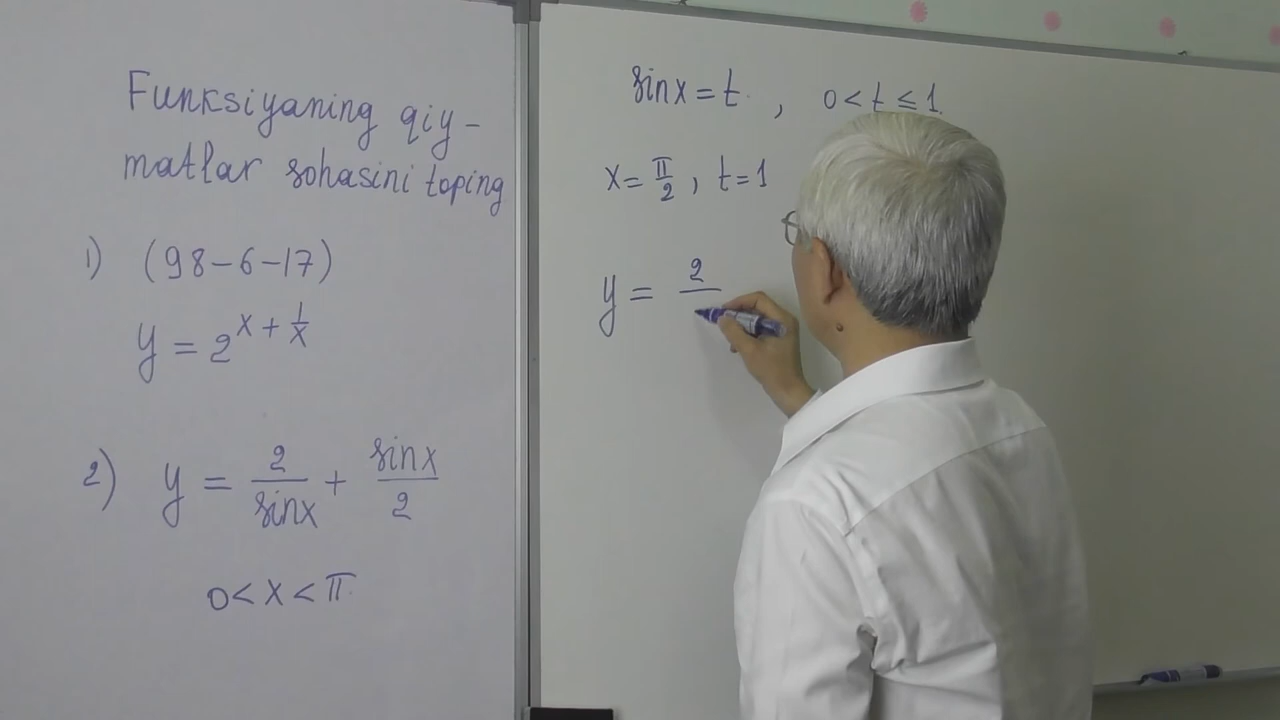 Funksiyaning qiy-
matlar sohasini toping
1) (98-6-17)
y = 2^{x + 1/x}
2) y = 2/sinx + sinx/2
0 < x < π
sinx = t , 0 < t ≤ 1
x = π/2 , t = 1
y = 2/